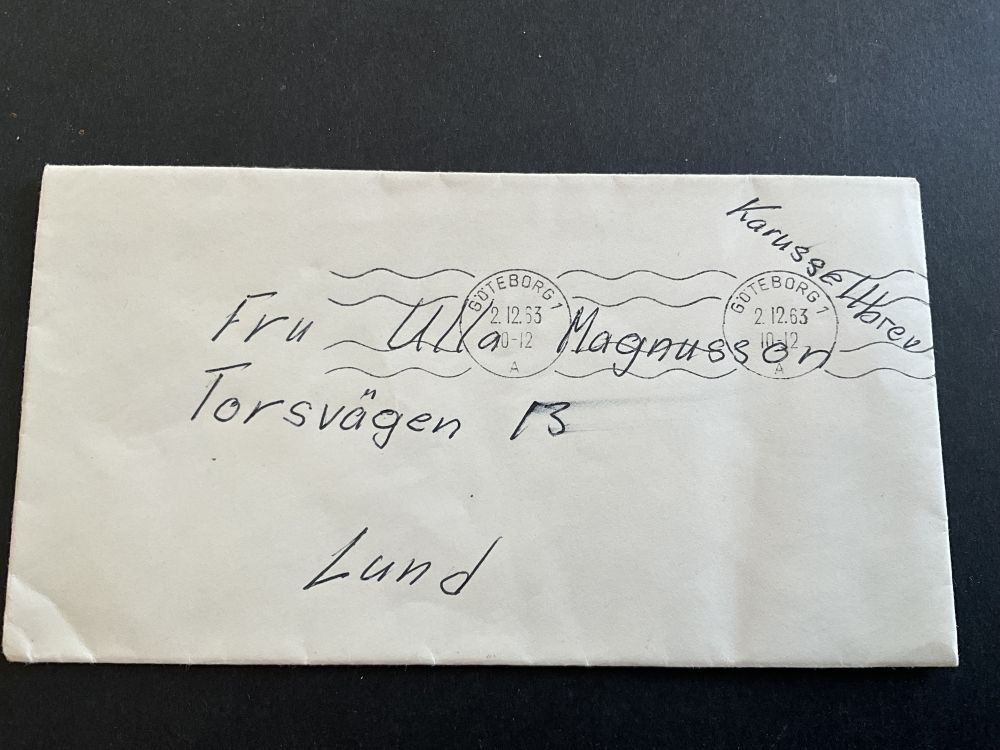 Karusellbrev
GÖTEBORG 1
2.12.63
10-12
A
GÖTEBORG 1
2.12.63
10-12
A
Fru Ulla Magnusson
Torsvägen 13
Lund